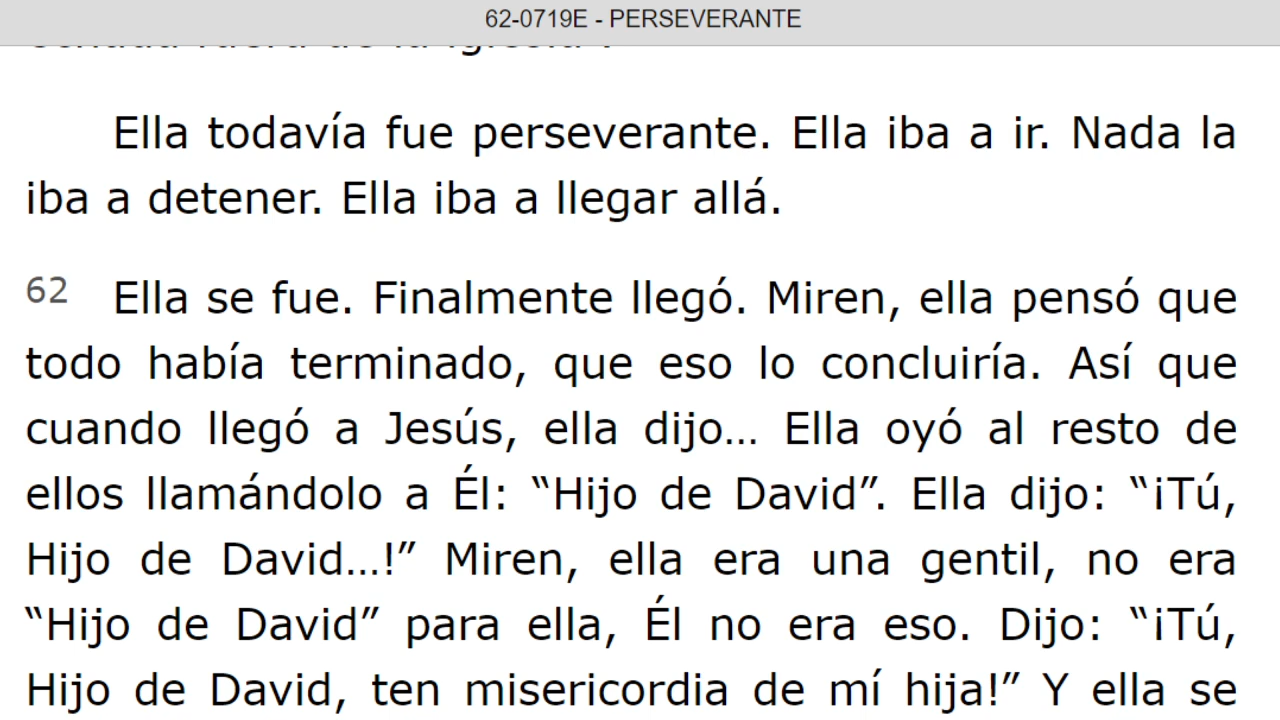 62-0719E - PERSEVERANTE
Ella todavía fue perseverante. Ella iba a ir. Nada la
iba a detener. Ella iba a llegar allá.
62 Ella se fue. Finalmente llegó. Miren, ella pensó que
todo había terminado, que eso lo concluiría. Así que
cuando llegó a Jesús, ella dijo... Ella oyó al resto de
ellos llamándolo a Él: “Hijo de David”. Ella dijo: “¡Tú,
Hijo de David...!” Miren, ella era una gentil, no era
“Hijo de David” para ella, Él no era eso. Dijo: “¡Tú,
Hijo de David, ten misericordia de mí hija!” Y ella se